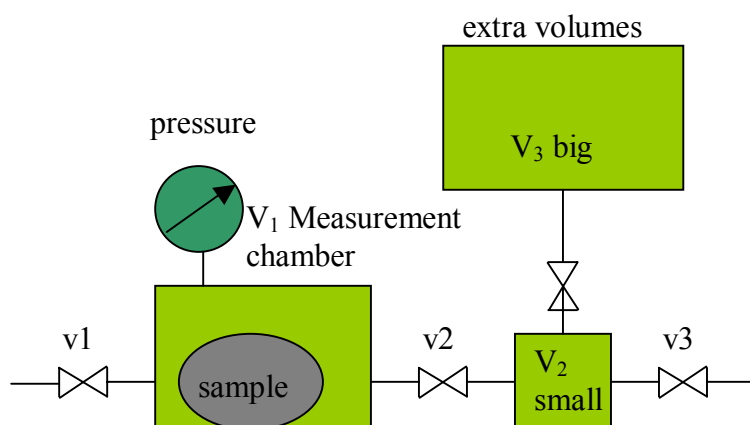 extra volumes
V₃ big
pressure
V₁ Measurement
chamber
v1
sample
v2
V₂
small
v3